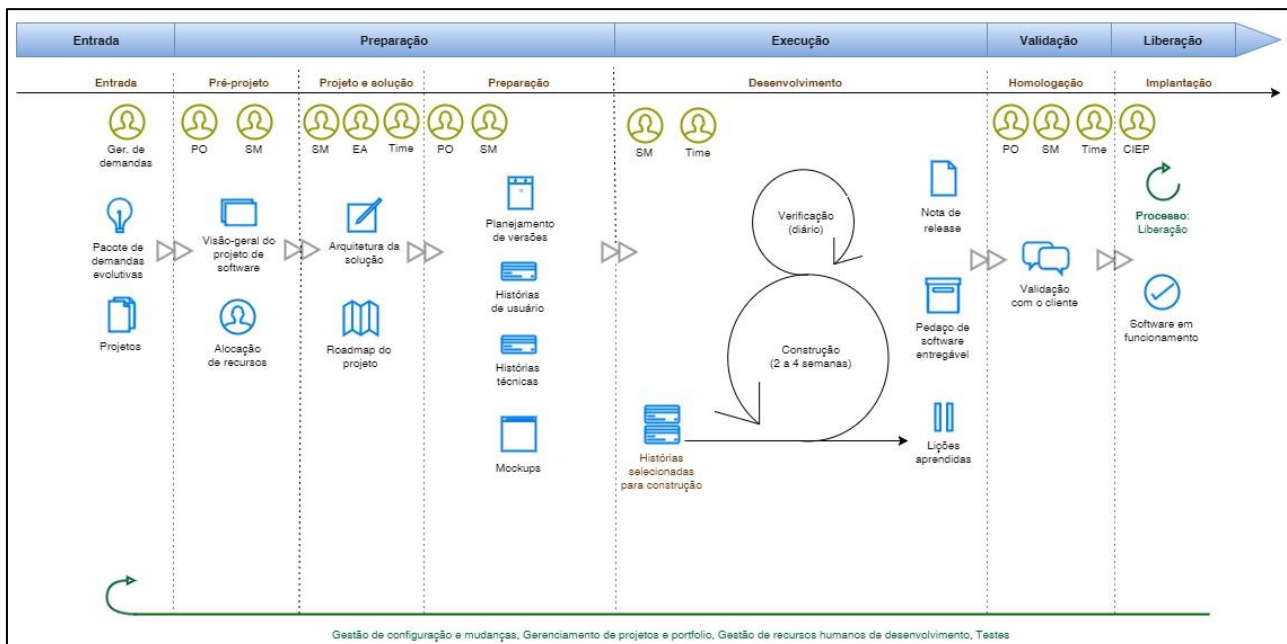 Entrada
Preparação
Execução
Validação
Liberação
Entrada
Pré-projeto
Projeto e solução
Preparação
Desenvolvimento
Homologação
Implantação
Ger. de
demandas
PO
SM
SM
EA
Time
PO
SM
SM
Time
PO
SM
Time
CIEP
Pacote de
demandas
evolutivas
Projetos
Visão-geral do
projeto de
software
Alocação
de recursos
Arquitetura da
solução
Roadmap do
projeto
Planejamento
de versões
Histórias
de usuário
Histórias
técnicas
Mockups
Histórias
selecionadas
para construção
Verificação
(diário)
Construção
(2 a 4 semanas)
Nota de
release
Pedaço de
software
entregável
Lições
aprendidas
Validação
com o cliente
Processo:
Liberação
Software em
funcionamento
Gestão de configuração e mudanças, Gerenciamento de projetos e portfolio, Gestão de recursos humanos de desenvolvimento, Testes